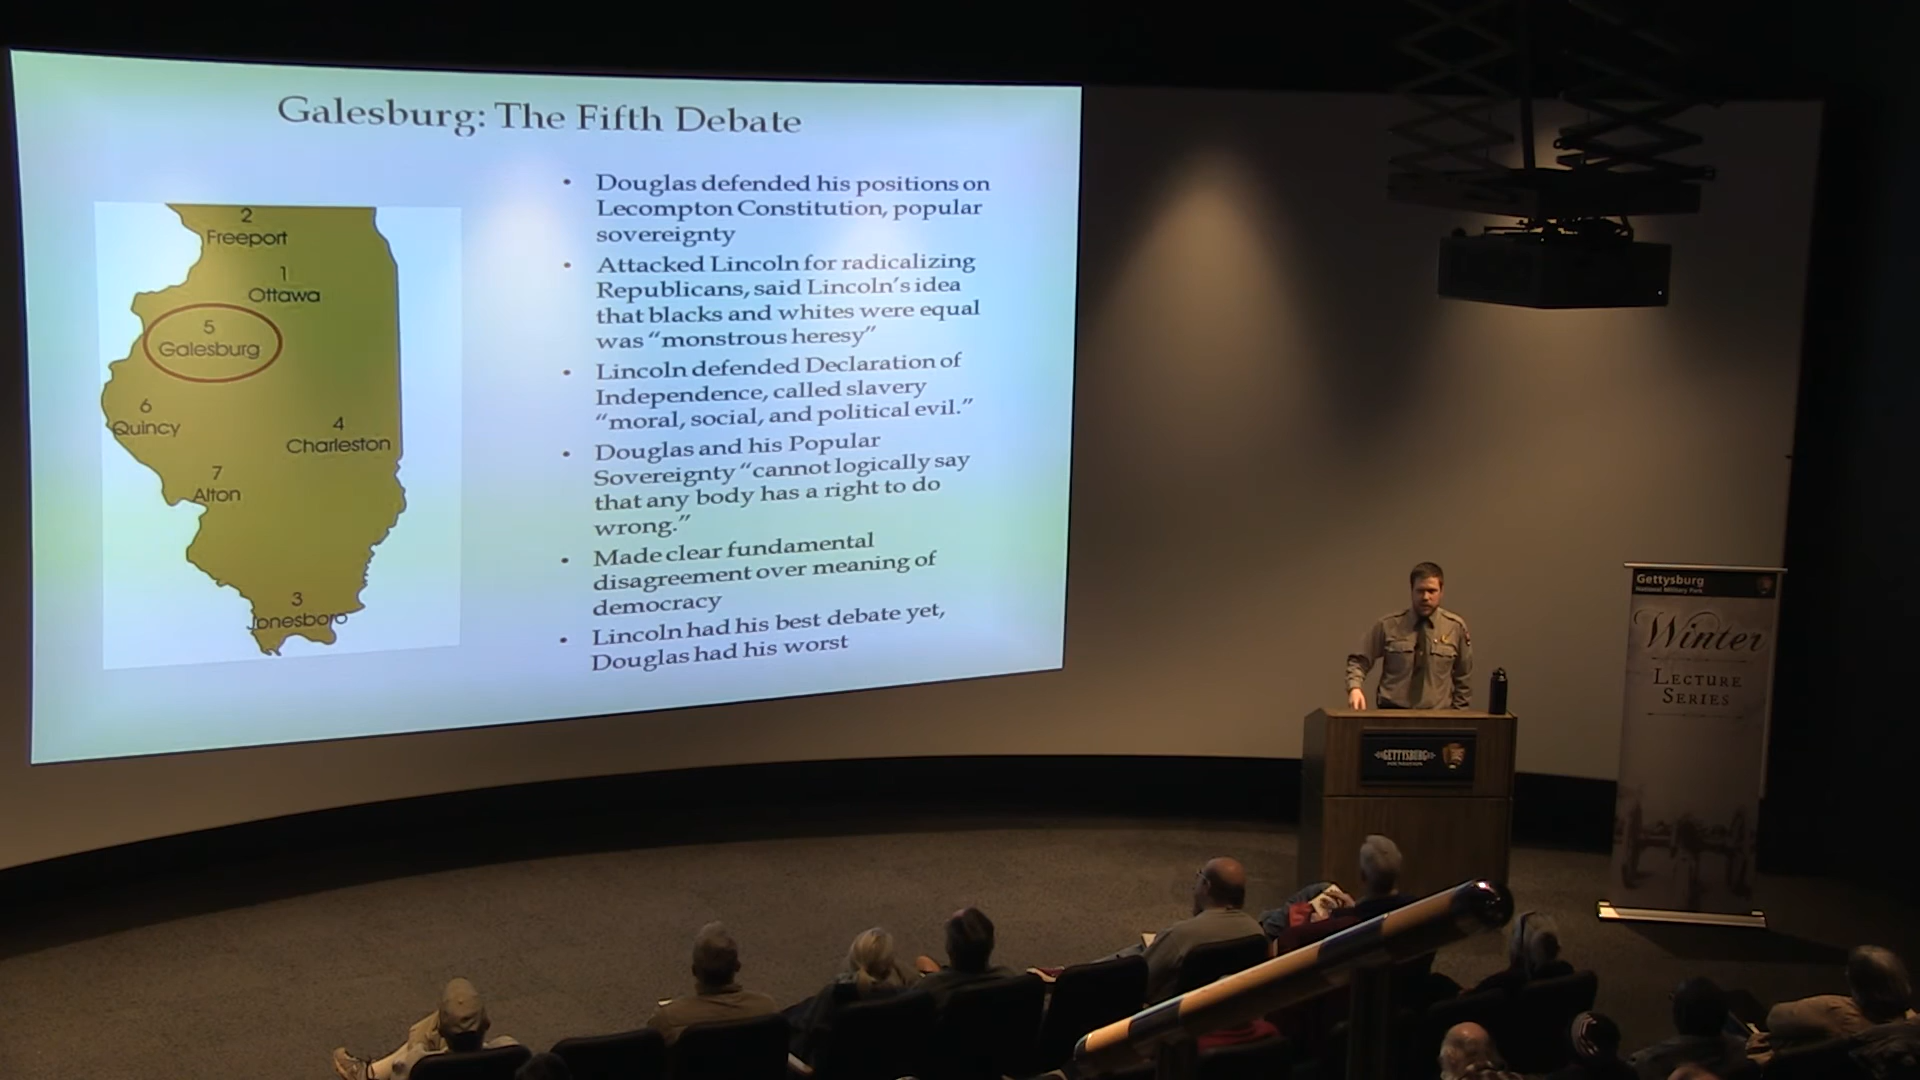 Galesburg: The Fifth Debate
2
Freeport
1
Ottawa
5
Galesburg
6
Quincy
4
Charleston
7
Alton
3
Jonesboro
• Douglas defended his positions on
Lecompton Constitution, popular
sovereignty
• Attacked Lincoln for radicalizing
Republicans, said Lincoln's idea
that blacks and whites were equal
was "monstrous heresy"
• Lincoln defended Declaration of
Independence, called slavery
"moral, social, and political evil."
• Douglas and his Popular
Sovereignty "cannot logically say
that any body has a right to do
wrong."
• Made clear fundamental
disagreement over meaning of
democracy
• Lincoln had his best debate yet,
Douglas had his worst
GETTYSBURG
FOUNDATION
Gettysburg
National Military Park
Winter
LECTURE
SERIES